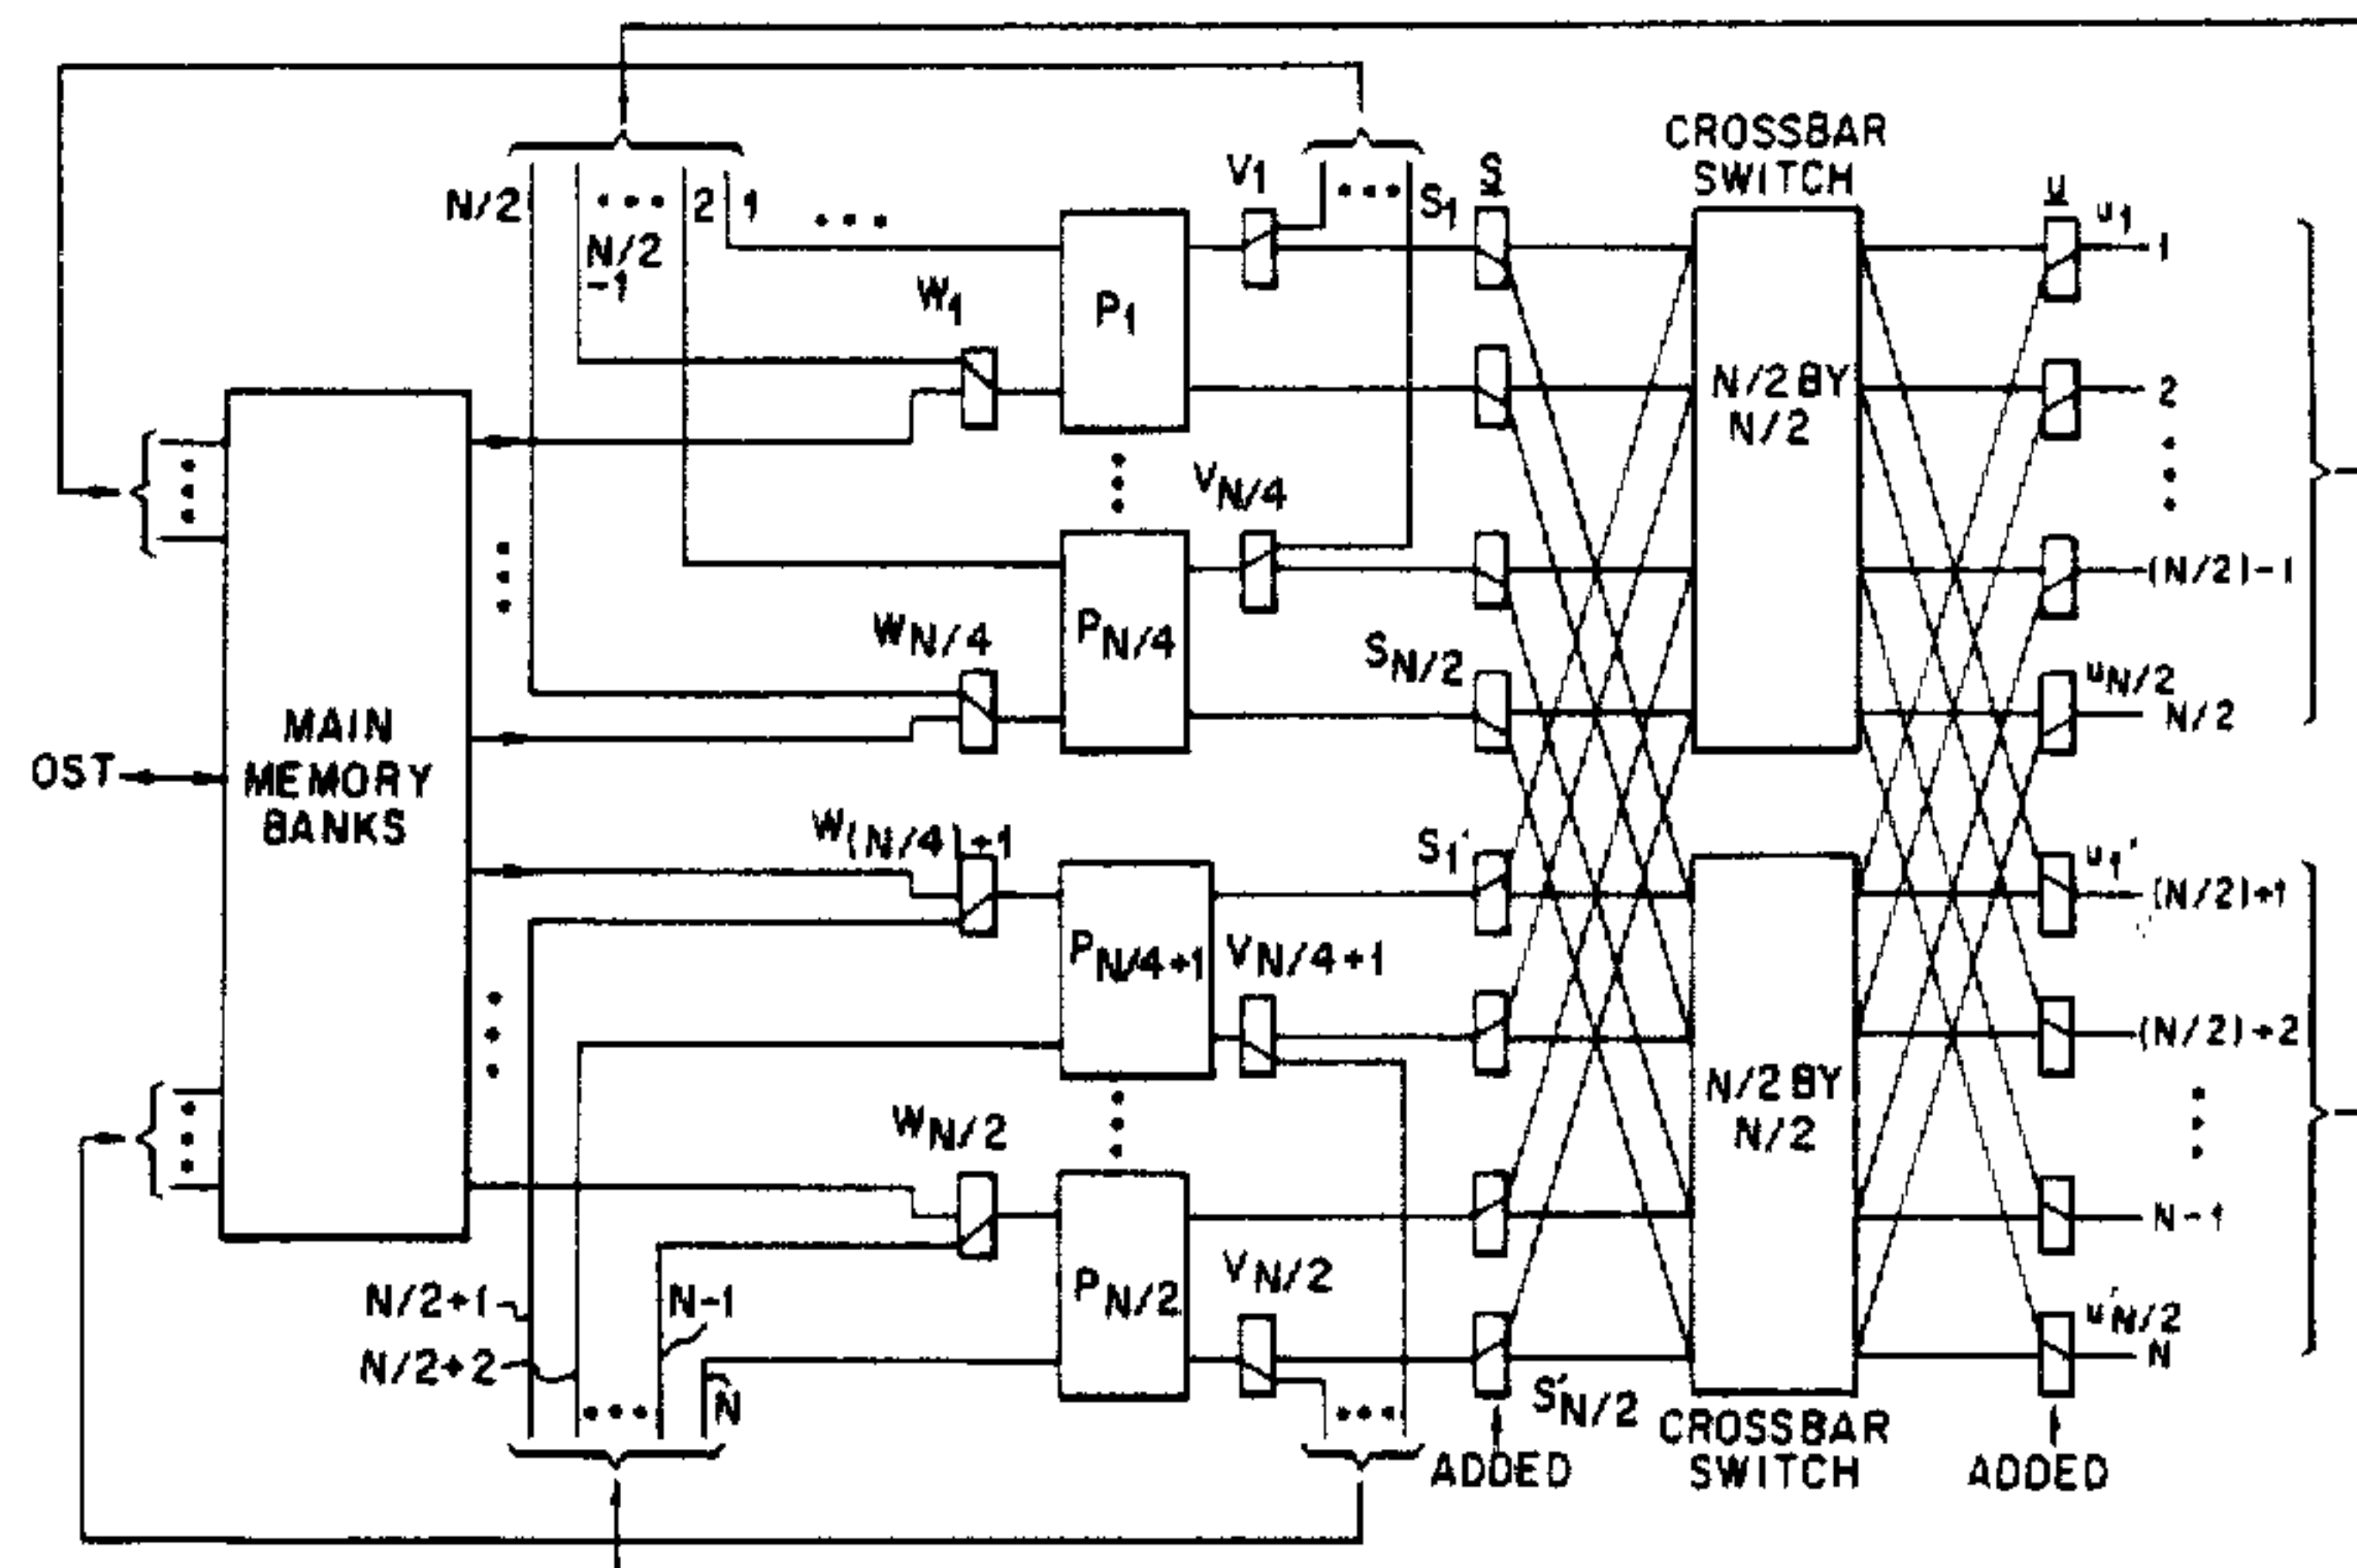 CROSSBAR
SWITCH
V1
S
S1
u
u1
N/2
2
1
1
N/2
-1
W1
P1
N/2 BY
N/2
2
VN/4
(N/2)-1
WN/4
PN/4
SN/2
uN/2
N/2
MAIN
MEMORY
BANKS
OST
W(N/4)+1
S1'
u1'
(N/2)+1
PN/4+1
VN/4+1
(N/2)+2
N/2 BY
N/2
WN/2
N-1
N/2+1
N-1
PN/2
VN/2
u'N/2
N
N/2+2
N
S'N/2
CROSSBAR
SWITCH
ADDED
ADDED